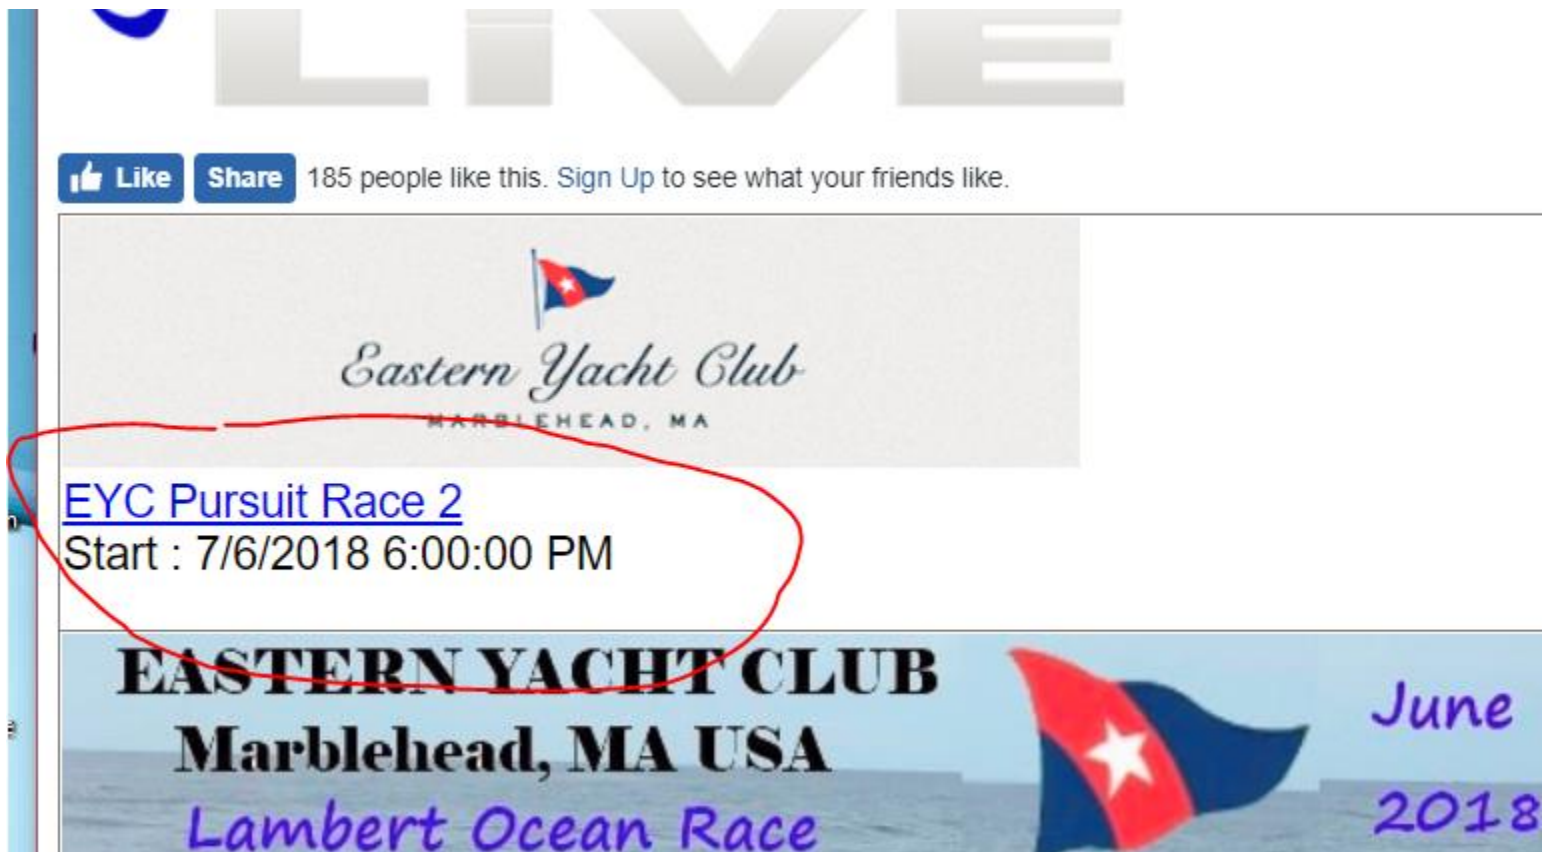 LIVE
Like Share 185 people like this. Sign Up to see what your friends like.
Eastern Yacht Club
MARBLEHEAD, MA
EYC Pursuit Race 2
Start : 7/6/2018 6:00:00 PM
EASTERN YACHT CLUB
Marblehead, MA USA
June
Lambert Ocean Race
2018